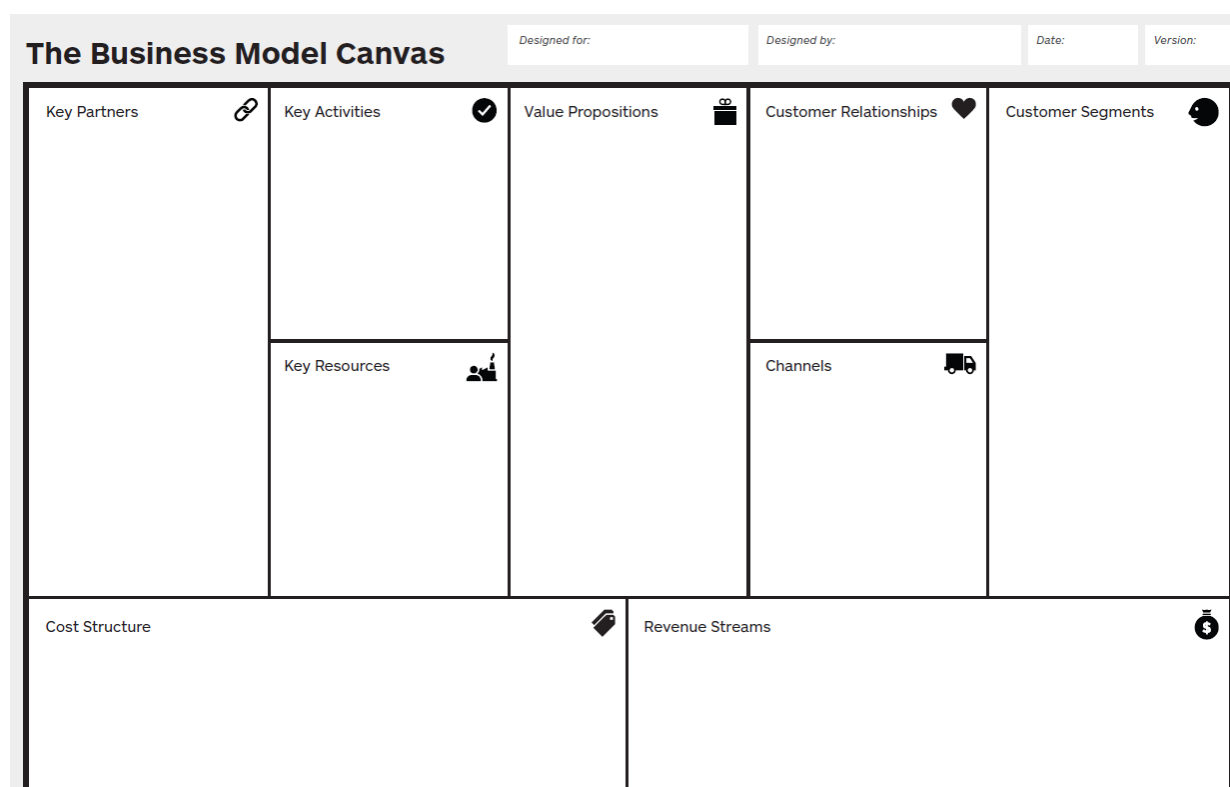 The Business Model Canvas
Designed for:
Designed by:
Date:
Version:
Key Partners
Key Activities
Value Propositions
Customer Relationships
Customer Segments
Key Resources
Channels
Cost Structure
Revenue Streams
$